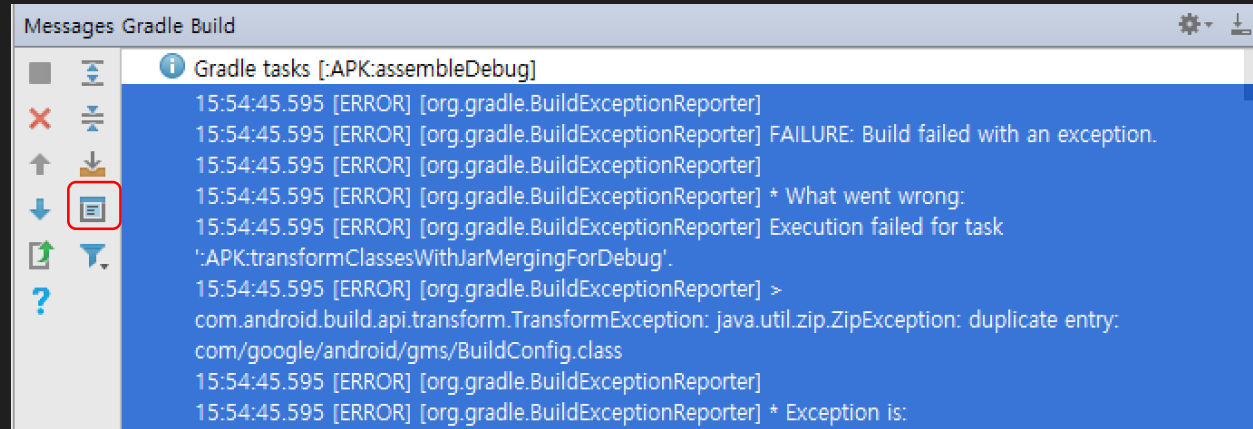 Messages Gradle Build
Gradle tasks [:APK:assembleDebug]
15:54:45.595 [ERROR] [org.gradle.BuildExceptionReporter]
15:54:45.595 [ERROR] [org.gradle.BuildExceptionReporter] FAILURE: Build failed with an exception.
15:54:45.595 [ERROR] [org.gradle.BuildExceptionReporter]
15:54:45.595 [ERROR] [org.gradle.BuildExceptionReporter] * What went wrong:
15:54:45.595 [ERROR] [org.gradle.BuildExceptionReporter] Execution failed for task
':APK:transformClassesWithJarMergingForDebug'.
15:54:45.595 [ERROR] [org.gradle.BuildExceptionReporter] >
com.android.build.api.transform.TransformException: java.util.zip.ZipException: duplicate entry:
com/google/android/gms/BuildConfig.class
15:54:45.595 [ERROR] [org.gradle.BuildExceptionReporter]
15:54:45.595 [ERROR] [org.gradle.BuildExceptionReporter] * Exception is: